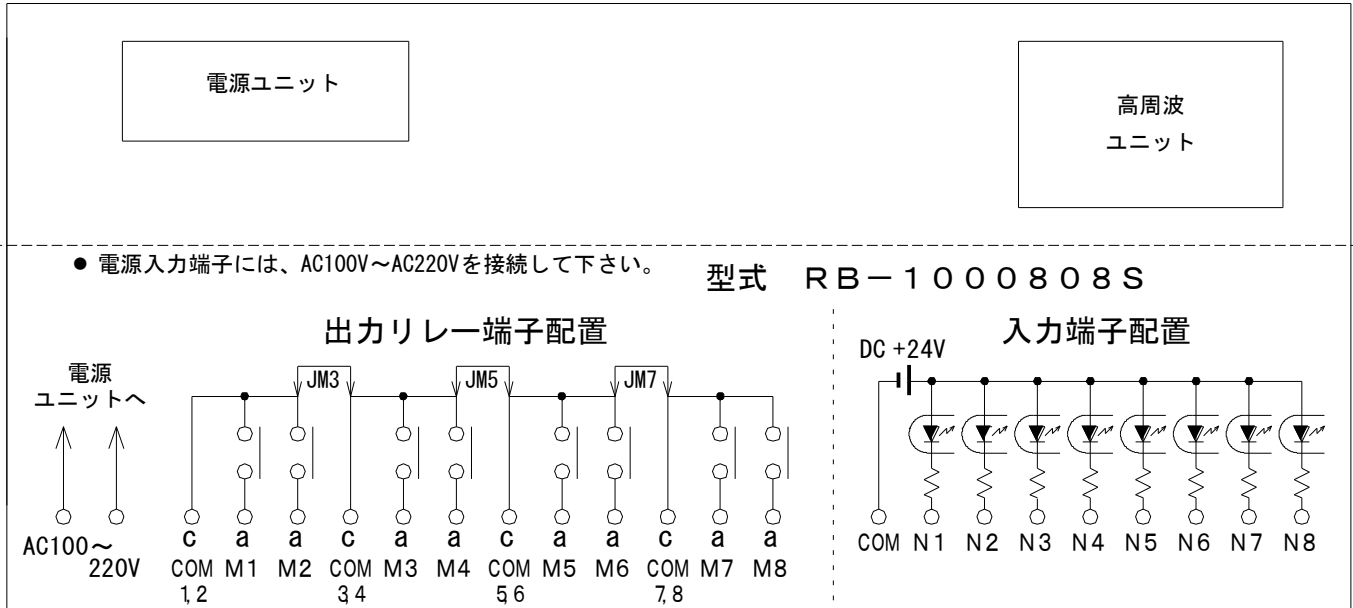 電源ユニット
高周波
ユニット
● 電源入力端子には、AC100V～AC220Vを接続して下さい。
型式 ＲＢ－１０００８０８Ｓ
出力リレー端子配置
入力端子配置
DC +24V
電源
ユニットへ
JM3 JM5 JM7
AC100～
220V
c a a c a a c a a c a a
COM M1 M2 COM M3 M4 COM M5 M6 COM M7 M8
1,2 3,4 5,6 7,8
COM N1 N2 N3 N4 N5 N6 N7 N8